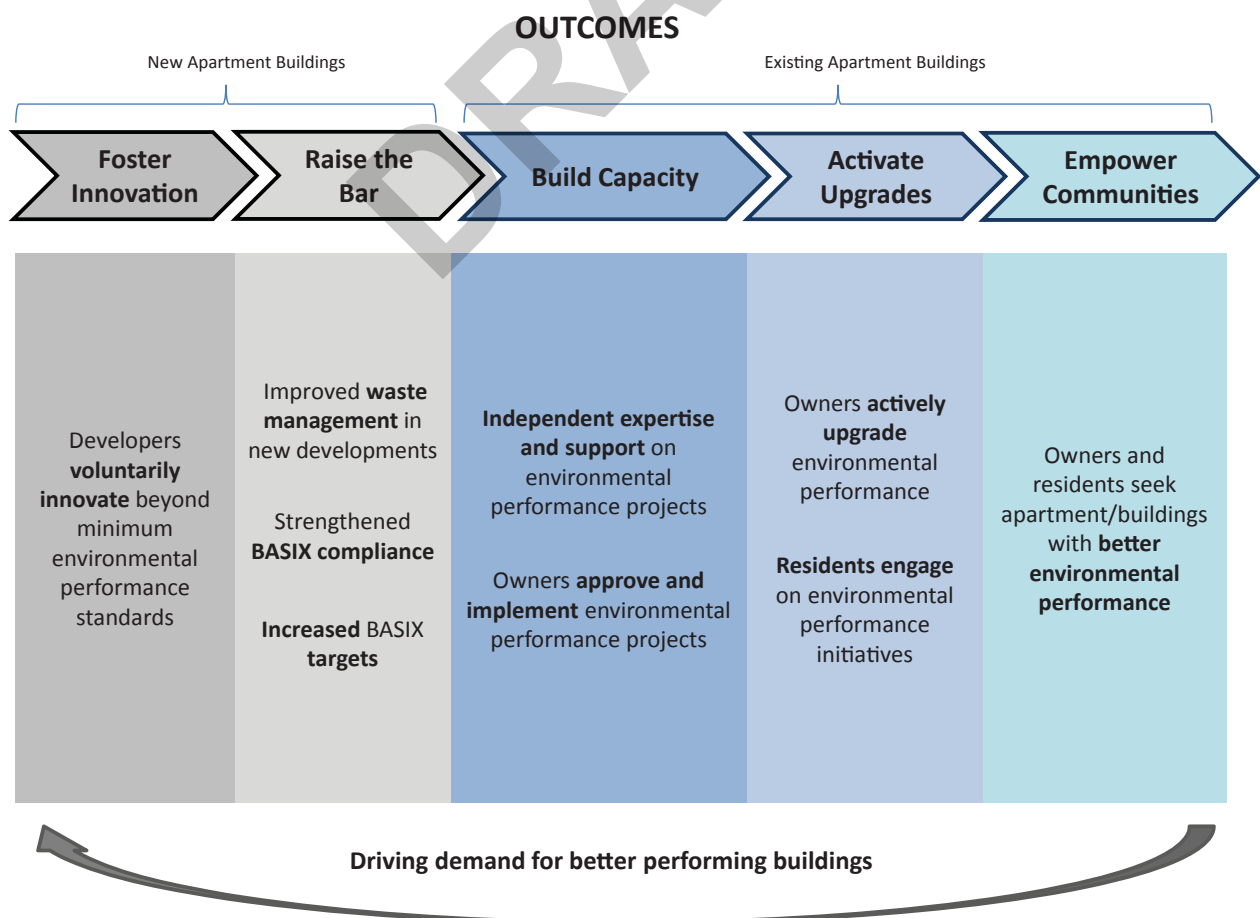 OUTCOMES
New Apartment Buildings
Existing Apartment Buildings
Foster
Innovation
Raise the
Bar
Build Capacity
Activate
Upgrades
Empower
Communities
Developers
voluntarily
innovate beyond
minimum
environmental
performance
standards
Improved waste
management in
new developments
Strengthened
BASIX compliance
Increased BASIX
targets
Independent expertise
and support on
environmental
performance projects
Owners approve and
implement environmental
performance projects
Owners actively
upgrade
environmental
performance
Residents engage
on environmental
performance
initiatives
Owners and
residents seek
apartment/buildings
with better
environmental
performance
Driving demand for better performing buildings
DRA